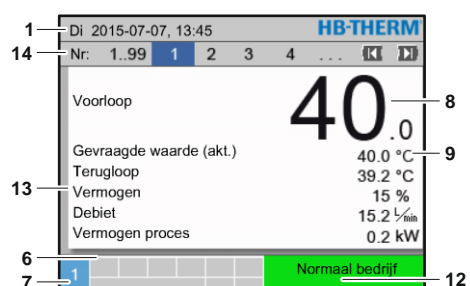 1 Di 2015-07-07, 13:45 HB-THERM
14 Nr: 1..99 1 2 3 4 ...
Voorloop 40.0 8
Gevraagde waarde (akt.) 40.0 °C 9
Terugloop 39.2 °C
13 Vermogen 15 %
Debiet 15.2 L/min
Vermogen proces 0.2 kW
6
7 1 Normaal bedrijf 12